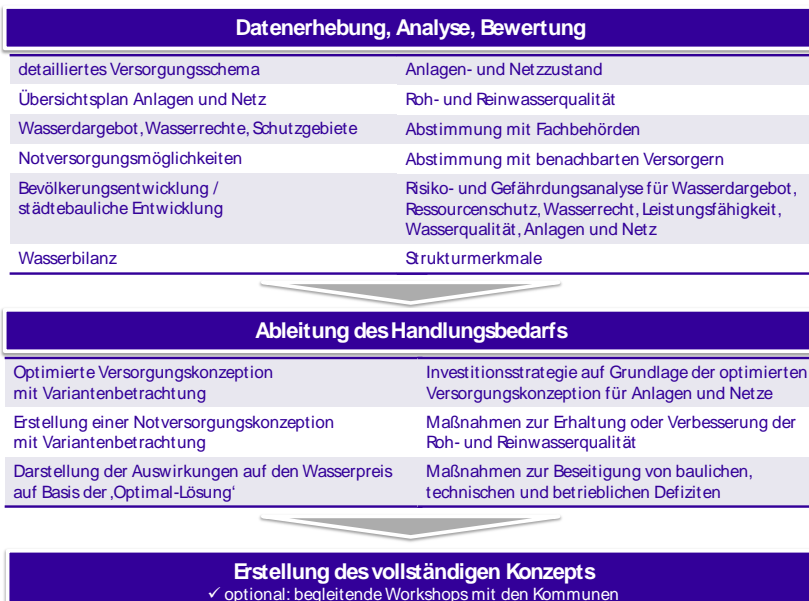 Datenerhebung, Analyse, Bewertung
detailliertes Versorgungsschema
Anlagen- und Netzzustand
Übersichtsplan Anlagen und Netz
Roh- und Reinwasserqualität
Wasserdargebot, Wasserrechte, Schutzgebiete
Abstimmung mit Fachbehörden
Notversorgungsmöglichkeiten
Abstimmung mit benachbarten Versorgern
Bevölkerungsentwicklung /
städtebauliche Entwicklung
Risiko- und Gefährdungsanalyse für Wasserdargebot,
Ressourcenschutz, Wasserrecht, Leistungsfähigkeit,
Wasserqualität, Anlagen und Netz
Wasserbilanz
Strukturmerkmale
Ableitung des Handlungsbedarfs
Optimierte Versorgungskonzeption
mit Variantenbetrachtung
Investitionsstrategie auf Grundlage der optimierten
Versorgungskonzeption für Anlagen und Netze
Erstellung einer Notversorgungskonzeption
mit Variantenbetrachtung
Maßnahmen zur Erhaltung oder Verbesserung der
Roh- und Reinwasserqualität
Darstellung der Auswirkungen auf den Wasserpreis
auf Basis der ‚Optimal-Lösung‘
Maßnahmen zur Beseitigung von baulichen,
technischen und betrieblichen Defiziten
Erstellung des vollständigen Konzepts
✓ optional: begleitende Workshops mit den Kommunen